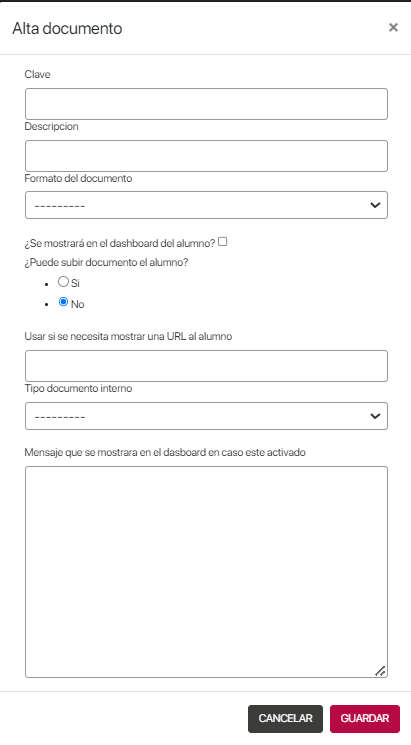 Alta documento ×
Clave
Descripcion
Formato del documento
---------
¿Se mostrará en el dashboard del alumno?
¿Puede subir documento el alumno?
Si
No
Usar si se necesita mostrar una URL al alumno
Tipo documento interno
---------
Mensaje que se mostrara en el dasboard en caso este activado
CANCELAR GUARDAR